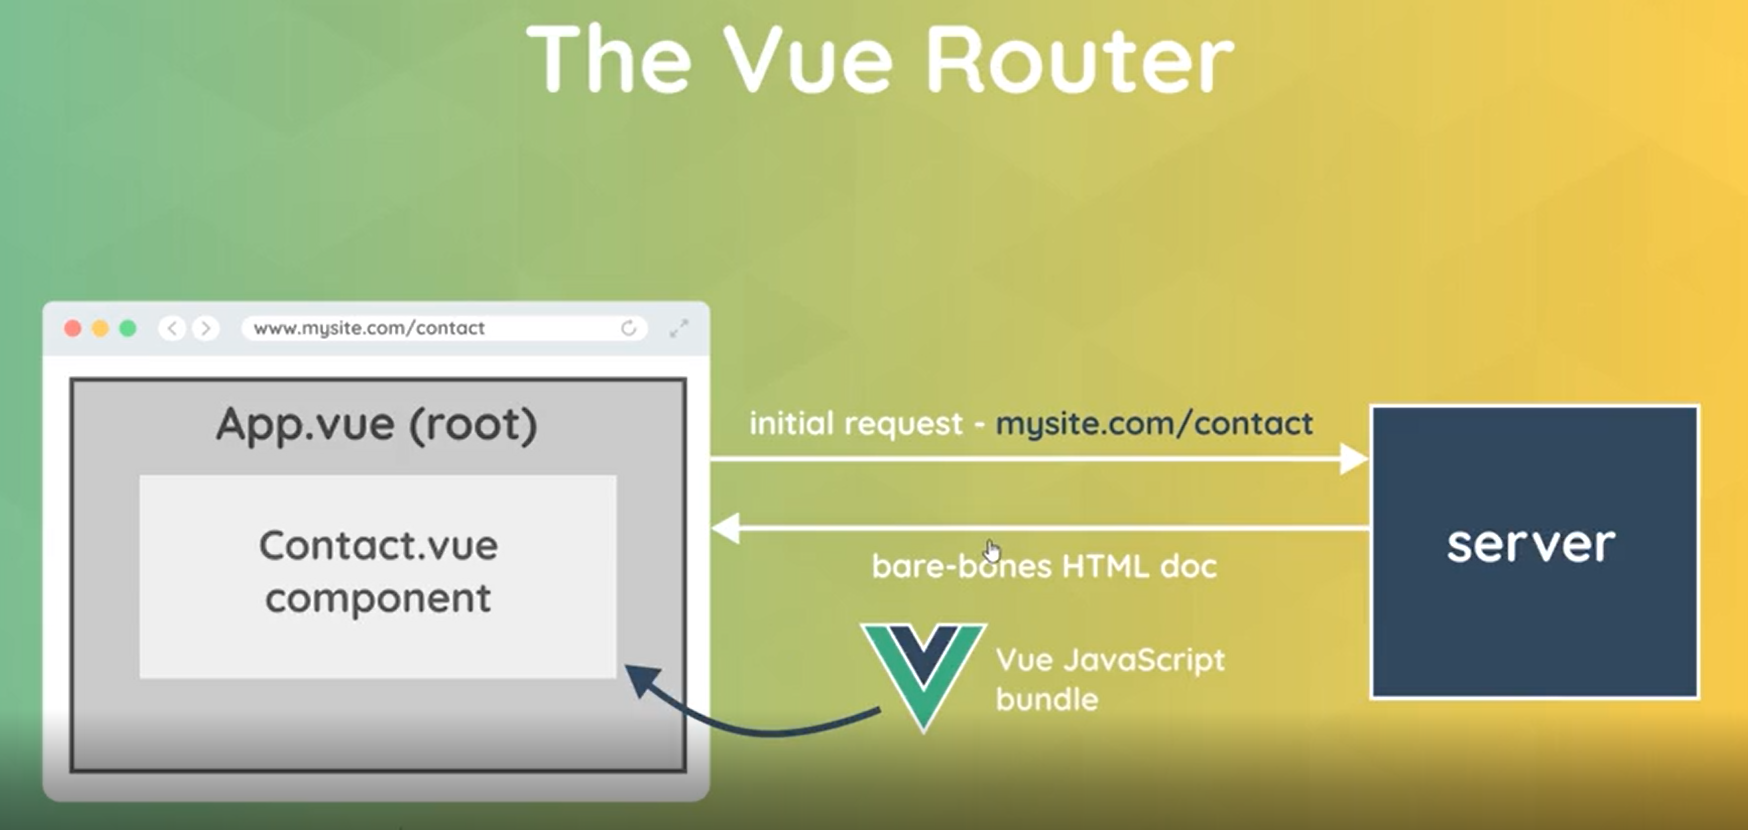 The Vue Router
www.mysite.com/contact
App.vue (root)
Contact.vue
component
initial request - mysite.com/contact
bare-bones HTML doc
Vue JavaScript
bundle
server